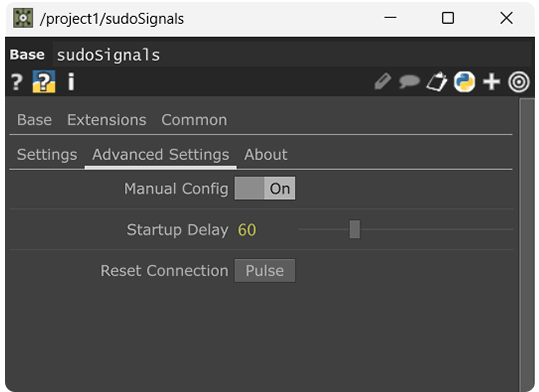 /project1/sudoSignals
Base sudoSignals
? ? i
Base Extensions Common
Settings Advanced Settings About
Manual Config On
Startup Delay 60
Reset Connection Pulse